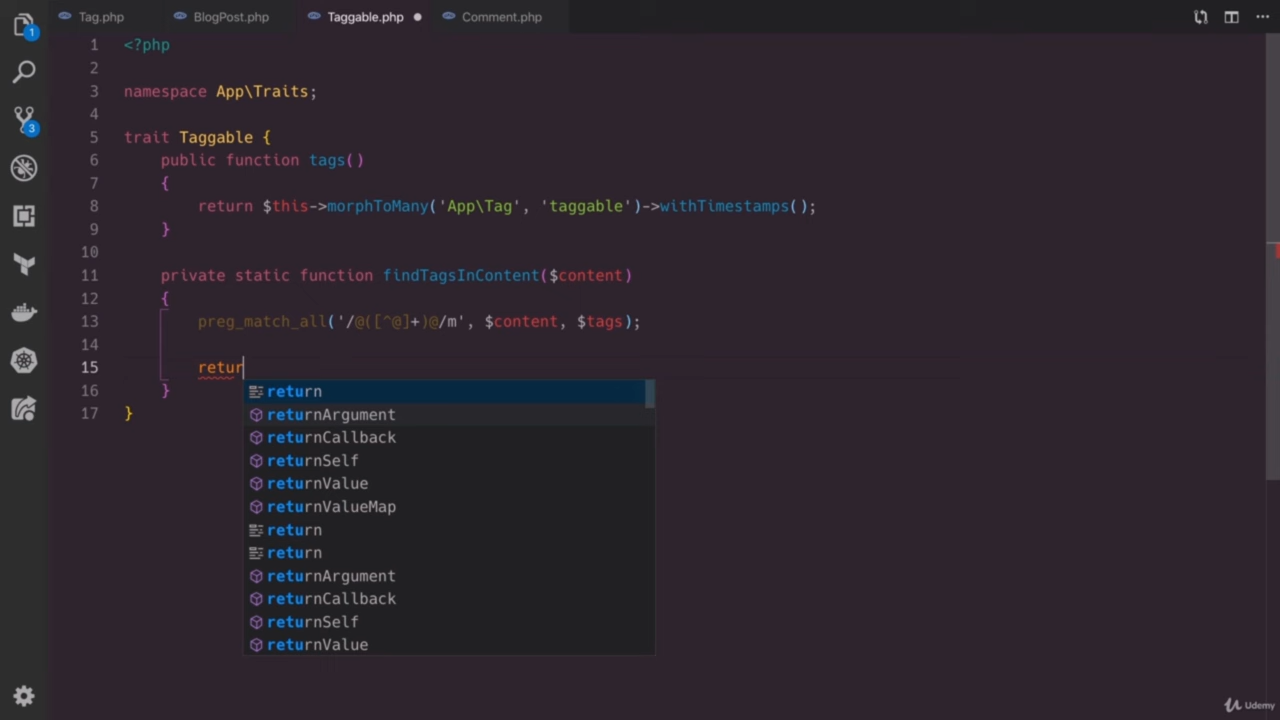 Tag.php BlogPost.php Taggable.php Comment.php
1 <?php
2
3 namespace App\Traits;
4
5 trait Taggable {
6 public function tags()
7 {
8 return $this->morphToMany('App\Tag', 'taggable')->withTimestamps();
9 }
10
11 private static function findTagsInContent($content)
12 {
13 preg_match_all('/@([^@]+)@/m', $content, $tags);
14
15 retur
16 }
17 }
return
returnArgument
returnCallback
returnSelf
returnValue
returnValueMap
return
return
returnArgument
returnCallback
returnSelf
returnValue
1
3
Udemy